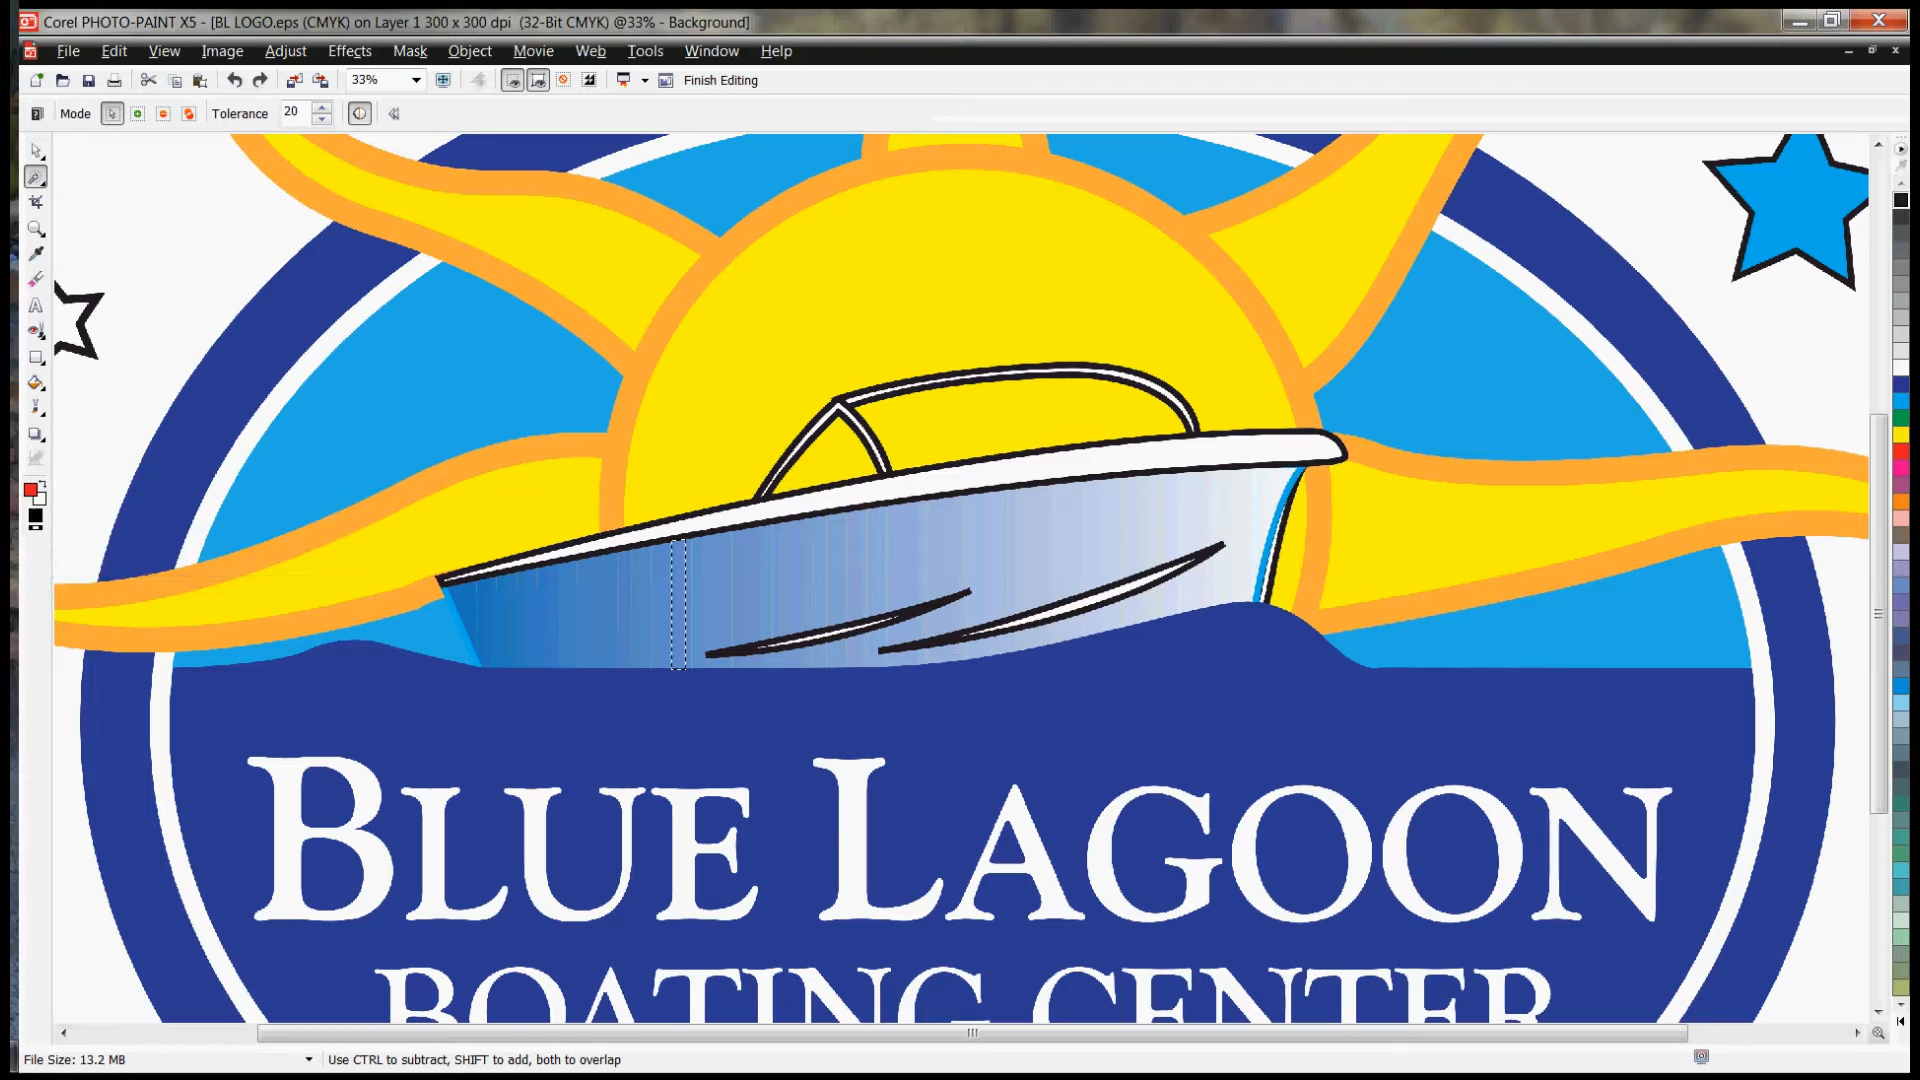 Corel PHOTO-PAINT X5 - [BL LOGO.eps (CMYK) on Layer 1 300 x 300 dpi (32-Bit CMYK) @33% - Background]
File Edit View Image Adjust Effects Mask Object Movie Web Tools Window Help
33% Finish Editing
Mode Tolerance 20
BLUE LAGOON
BOATING CENTER
File Size: 13.2 MB Use CTRL to subtract, SHIFT to add, both to overlap